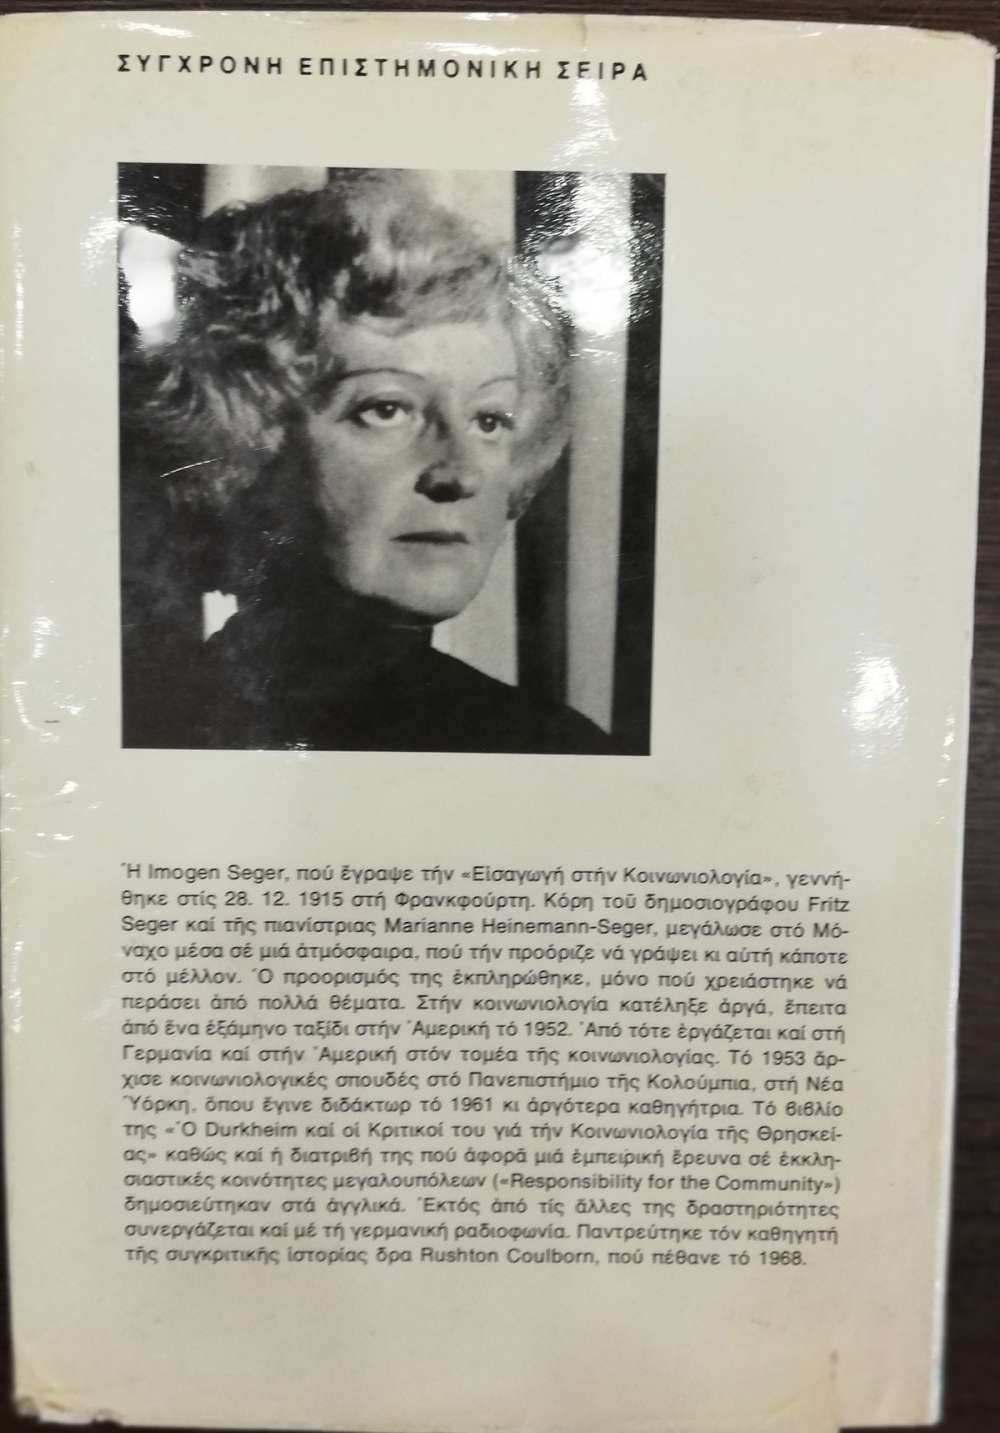 ΣΥΓΧΡΟΝΗ ΕΠΙΣΤΗΜΟΝΙΚΗ ΣΕΙΡΑ
Ἡ Imogen Seger, πού ἔγραψε τήν «Εἰσαγωγή στήν Κοινωνιολογία», γεννή-
θηκε στίς 28. 12. 1915 στή Φρανκφούρτη. Κόρη τοῦ δημοσιογράφου Fritz
Seger καί τῆς πιανίστριας Marianne Heinemann-Seger, μεγάλωσε στό Μό-
ναχο μέσα σέ μιά ἀτμόσφαιρα, πού τήν προόριζε νά γράψει κι αὐτή κάποτε
στό μέλλον. Ὁ προορισμός της ἐκπληρώθηκε, μόνο πού χρειάστηκε νά
περάσει ἀπό πολλά θέματα. Στήν κοινωνιολογία κατέληξε ἀργά, ἔπειτα
ἀπό ἕνα ἑξάμηνο ταξίδι στήν Ἀμερική τό 1952. Ἀπό τότε ἐργάζεται καί στή
Γερμανία καί στήν Ἀμερική στόν τομέα τῆς κοινωνιολογίας. Τό 1953 ἄρ-
χισε κοινωνιολογικές σπουδές στό Πανεπιστήμιο τῆς Κολούμπια, στή Νέα
Ὑόρκη, ὅπου ἔγινε διδάκτωρ τό 1961 κι ἀργότερα καθηγήτρια. Τό βιβλίο
της «Ὁ Durkheim καί οἱ Κριτικοί του γιά τήν Κοινωνιολογία τῆς Θρησκεί-
ας» καθώς καί ἡ διατριβή της πού ἀφορᾶ μιά ἐμπειρική ἔρευνα σέ ἐκκλη-
σιαστικές κοινότητες μεγαλουπόλεων («Responsibility for the Community»)
δημοσιεύτηκαν στά ἀγγλικά. Ἐκτός ἀπό τίς ἄλλες της δραστηριότητες
συνεργάζεται καί μέ τή γερμανική ραδιοφωνία. Παντρεύτηκε τόν καθηγητή
τῆς συγκριτικῆς ἱστορίας δρα Rushton Coulborn, πού πέθανε τό 1968.